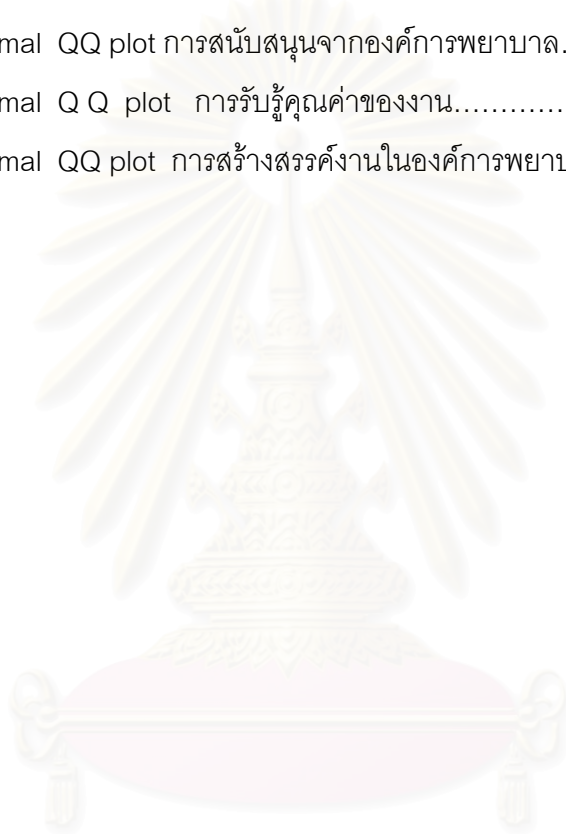 mal QQ plot การสนับสนุนจากองค์การพยาบาล.
mal Q Q plot การรับรู้คุณค่าของงาน............
mal QQ plot การสร้างสรรค์งานในองค์การพยาบ